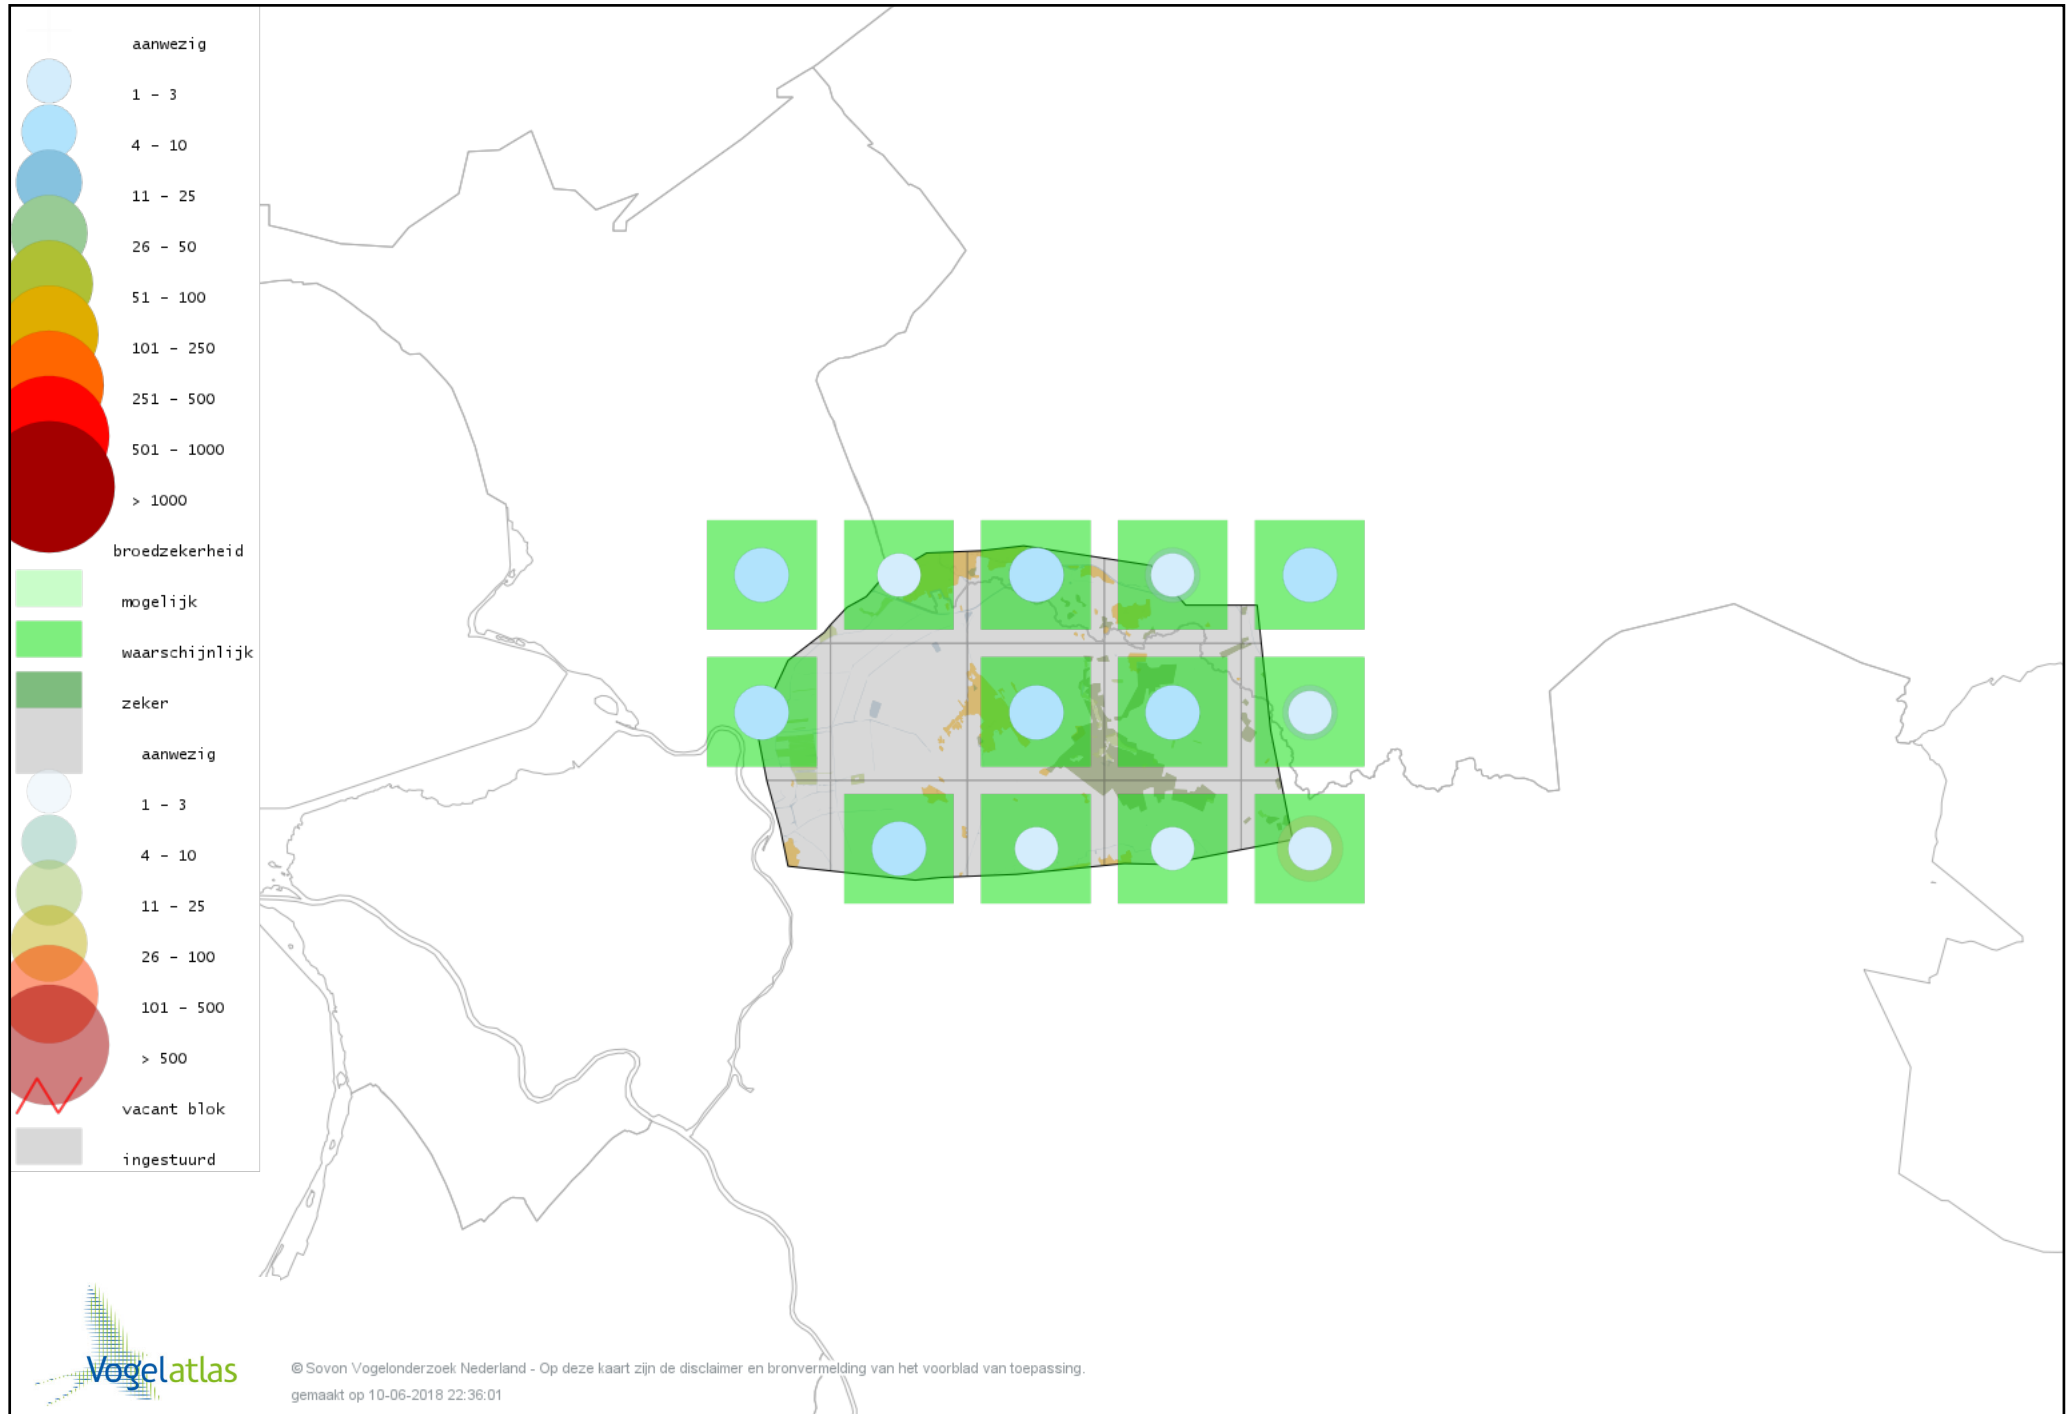 aanwezig
1 - 3
4 - 10
11 - 25
26 - 50
51 - 100
101 - 250
251 - 500
501 - 1000
> 1000
broedzekerheid
mogelijk
waarschijnlijk
zeker
aanwezig
1 - 3
4 - 10
11 - 25
26 - 100
101 - 500
> 500
vacant blok
ingestuurd
Vogelatlas
© Sovon Vogelonderzoek Nederland - Op deze kaart zijn de disclaimer en bronvermelding van het voorblad van toepassing.
gemaakt op 10-06-2018 22:36:01